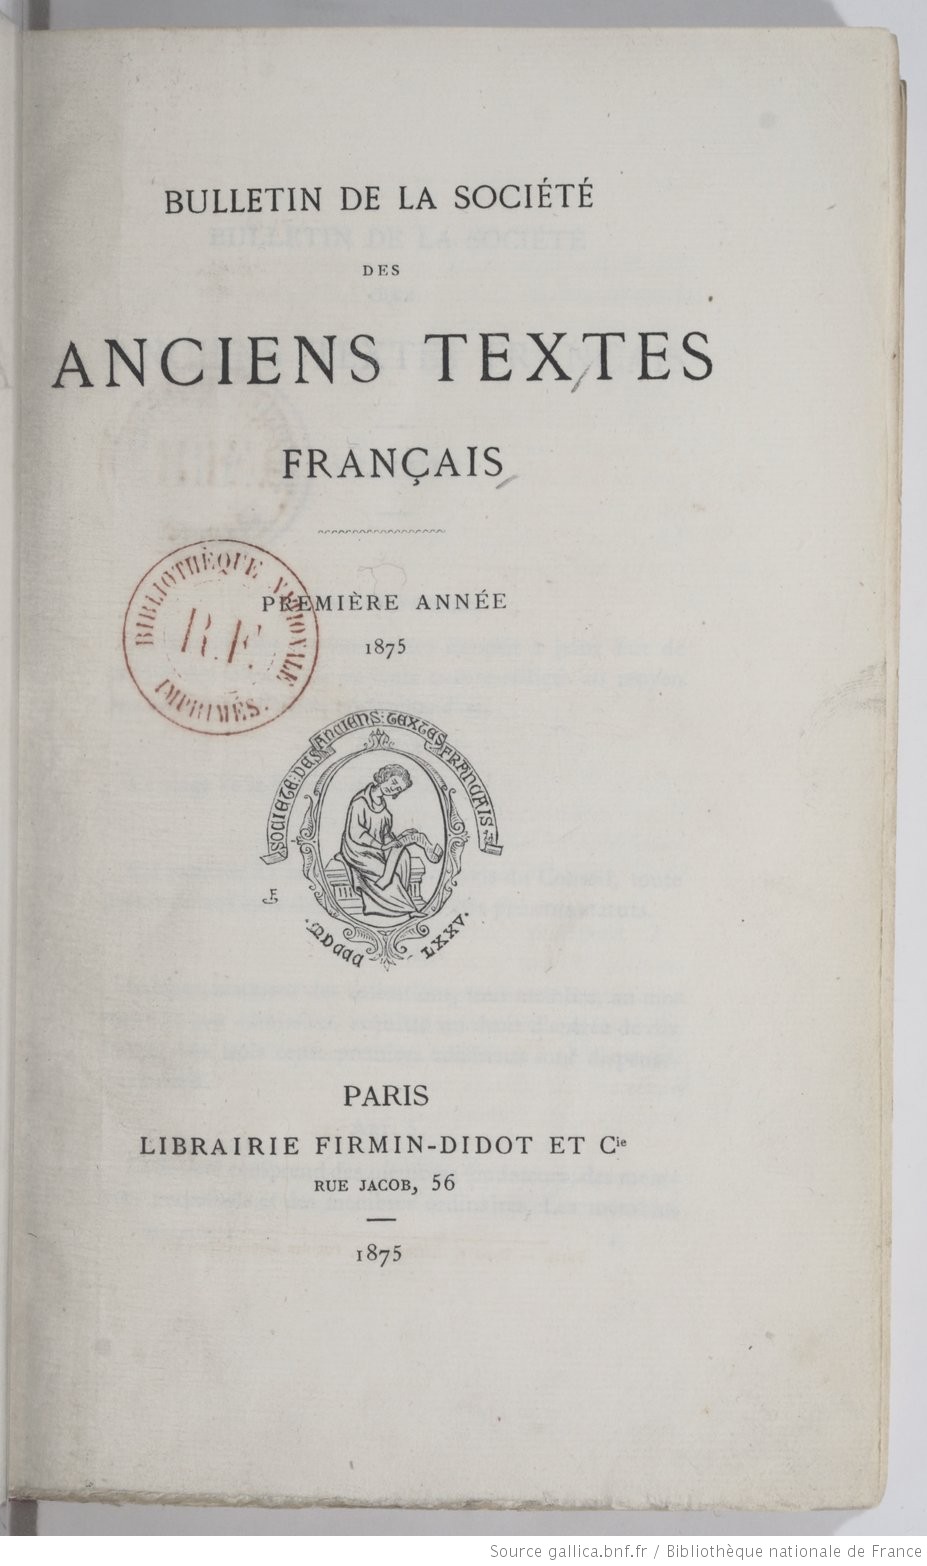 BULLETIN DE LA SOCIÉTÉ
DES
ANCIENS TEXTES
FRANÇAIS
PREMIÈRE ANNÉE
1875
BIBLIOTHÈQUE NATIONALE
R.F.
IMPRIMÉS.
SOCIETE·DES·ANCIENS·TEXTES·FRANCAIS
·MDCCC LXXV·
PARIS
LIBRAIRIE FIRMIN-DIDOT ET Cie
RUE JACOB, 56
1875
Source gallica.bnf.fr / Bibliothèque nationale de France